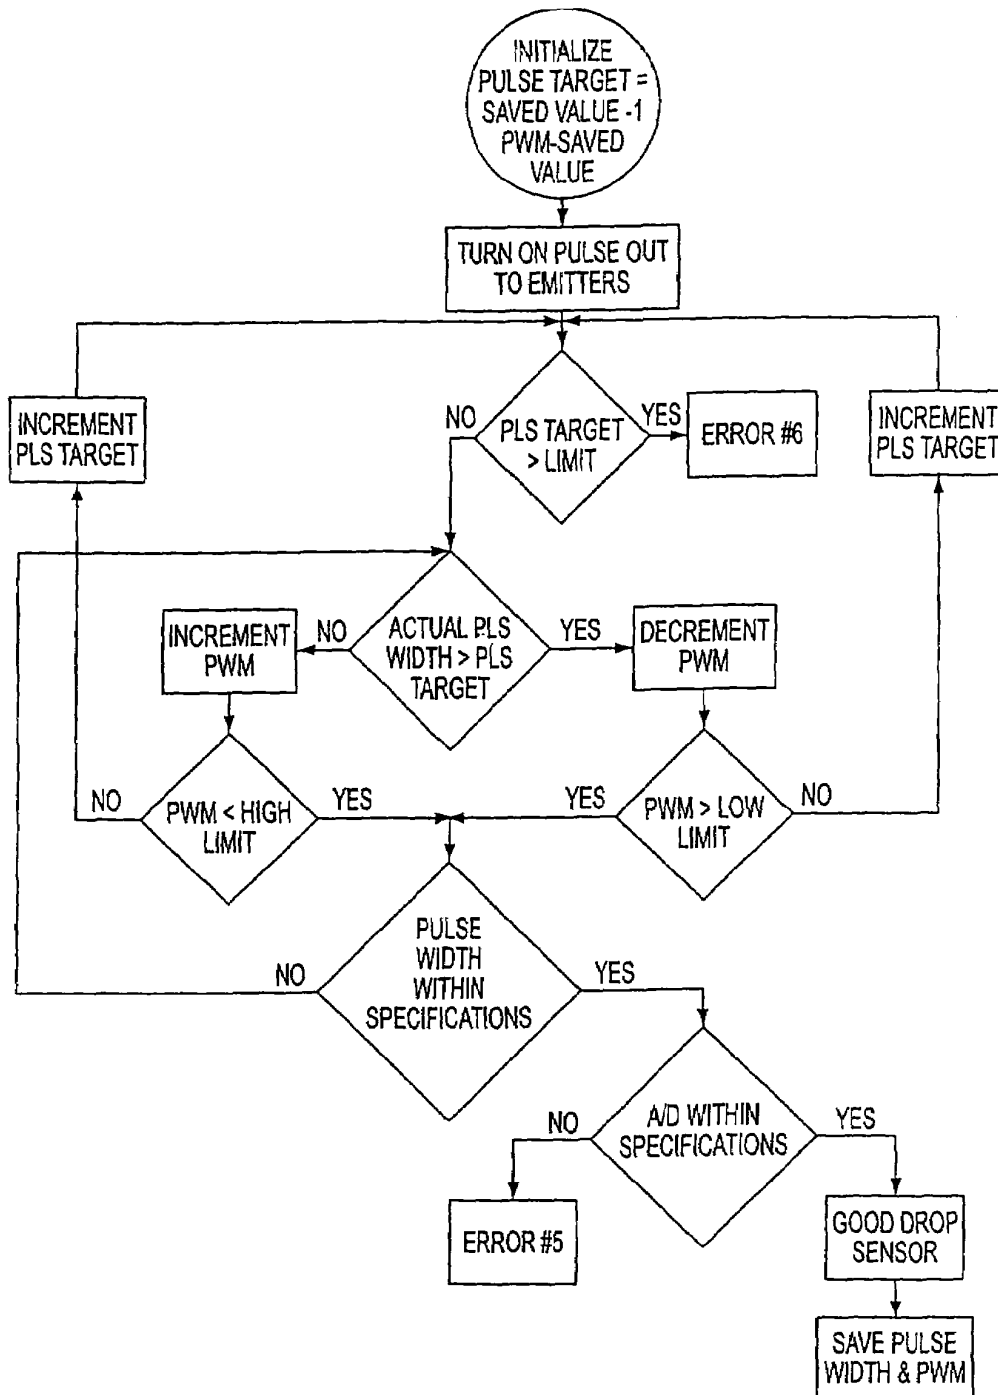 INITIALIZE
PULSE TARGET =
SAVED VALUE -1
PWM-SAVED
VALUE
TURN ON PULSE OUT
TO EMITTERS
INCREMENT
PLS TARGET
NO
PLS TARGET
> LIMIT
YES
ERROR #6
INCREMENT
PLS TARGET
INCREMENT
PWM
NO
ACTUAL PLS
WIDTH > PLS
TARGET
YES
DECREMENT
PWM
NO
PWM < HIGH
LIMIT
YES
YES
PWM > LOW
LIMIT
NO
NO
PULSE
WIDTH
WITHIN
SPECIFICATIONS
YES
NO
A/D WITHIN
SPECIFICATIONS
YES
ERROR #5
GOOD DROP
SENSOR
SAVE PULSE
WIDTH & PWM